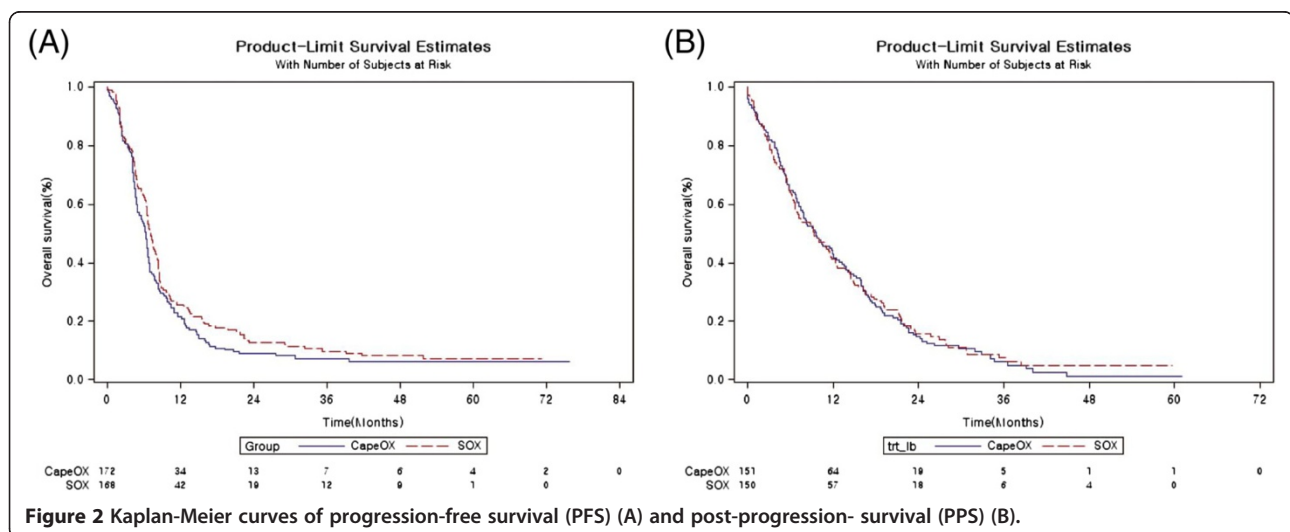 (A)
Product-Limit Survival Estimates
With Number of Subjects at Risk
1.0
0.8
0.6
0.4
0.2
0.0
Overall survival(%)
0 12 24 36 48 60 72 84
Time(Months)
Group CapeOX SOX
CapeOX 172 34 13 7 6 4 2 0
SOX 168 42 19 12 9 1 0
(B)
Product-Limit Survival Estimates
With Number of Subjects at Risk
1.0
0.8
0.6
0.4
0.2
0.0
Overall survival(%)
0 12 24 36 48 60 72
Time(Months)
trt_lb CapeOX SOX
CapeOX 151 64 19 5 1 1 0
SOX 150 57 18 6 4 0
Figure 2 Kaplan-Meier curves of progression-free survival (PFS) (A) and post-progression- survival (PPS) (B).